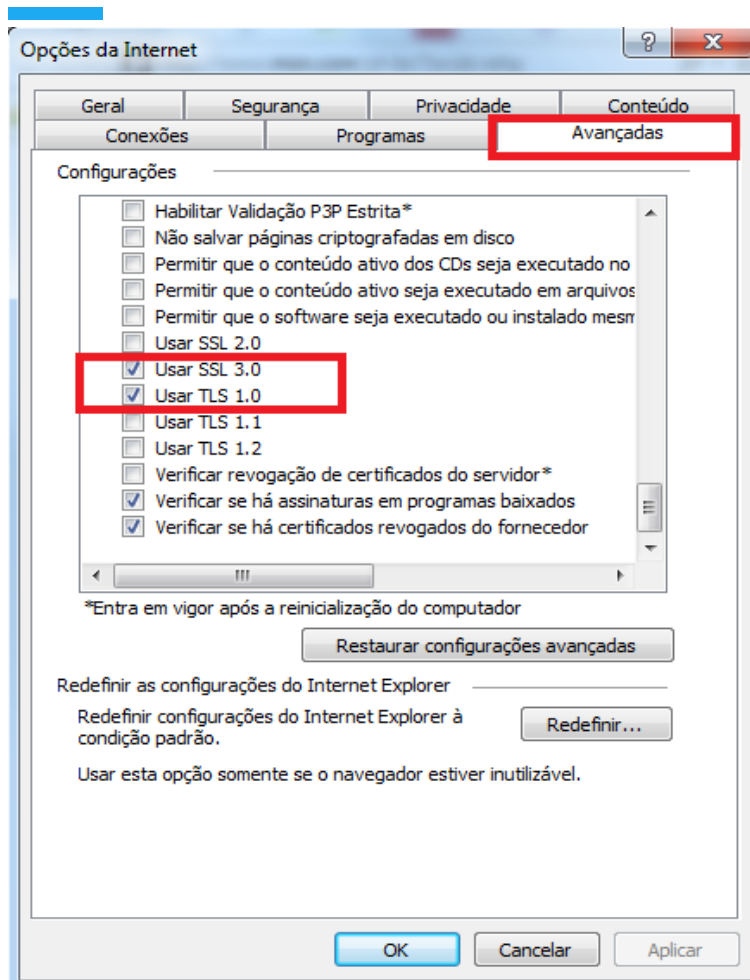 Opções da Internet
Geral
Segurança
Privacidade
Conteúdo
Conexões
Programas
Avançadas
Configurações
Habilitar Validação P3P Estrita*
Não salvar páginas criptografadas em disco
Permitir que o conteúdo ativo dos CDs seja executado no
Permitir que o conteúdo ativo seja executado em arquivos
Permitir que o software seja executado ou instalado mesm
Usar SSL 2.0
Usar SSL 3.0
Usar TLS 1.0
Usar TLS 1.1
Usar TLS 1.2
Verificar revogação de certificados do servidor*
Verificar se há assinaturas em programas baixados
Verificar se há certificados revogados do fornecedor
*Entra em vigor após a reinicialização do computador
Restaurar configurações avançadas
Redefinir as configurações do Internet Explorer
Redefinir configurações do Internet Explorer à
condição padrão.
Redefinir...
Usar esta opção somente se o navegador estiver inutilizável.
OK
Cancelar
Aplicar